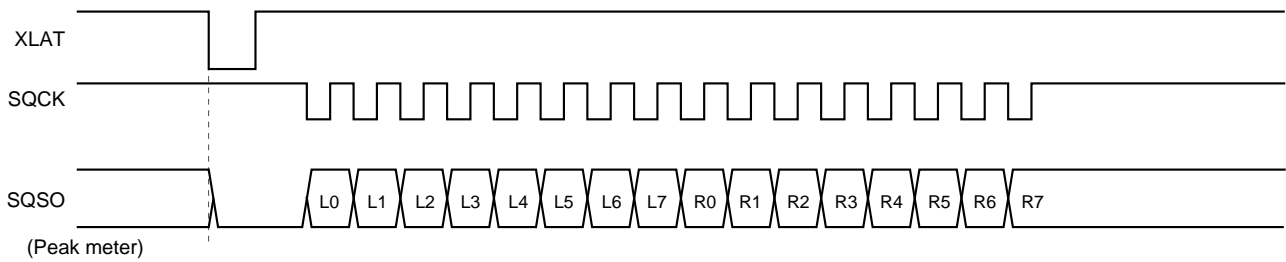 XLAT
SQCK
SQSO
L0 L1 L2 L3 L4 L5 L6 L7 R0 R1 R2 R3 R4 R5 R6 R7
(Peak meter)